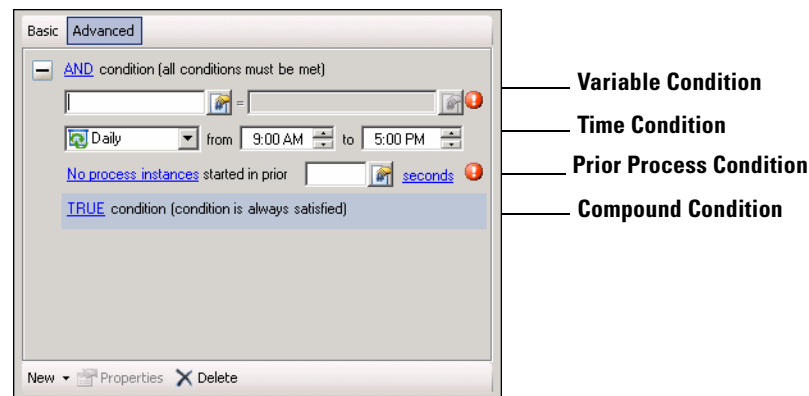 Basic Advanced
AND condition (all conditions must be met)
= Variable Condition
Daily from 9:00 AM to 5:00 PM Time Condition
No process instances started in prior seconds Prior Process Condition
TRUE condition (condition is always satisfied) Compound Condition
New Properties Delete